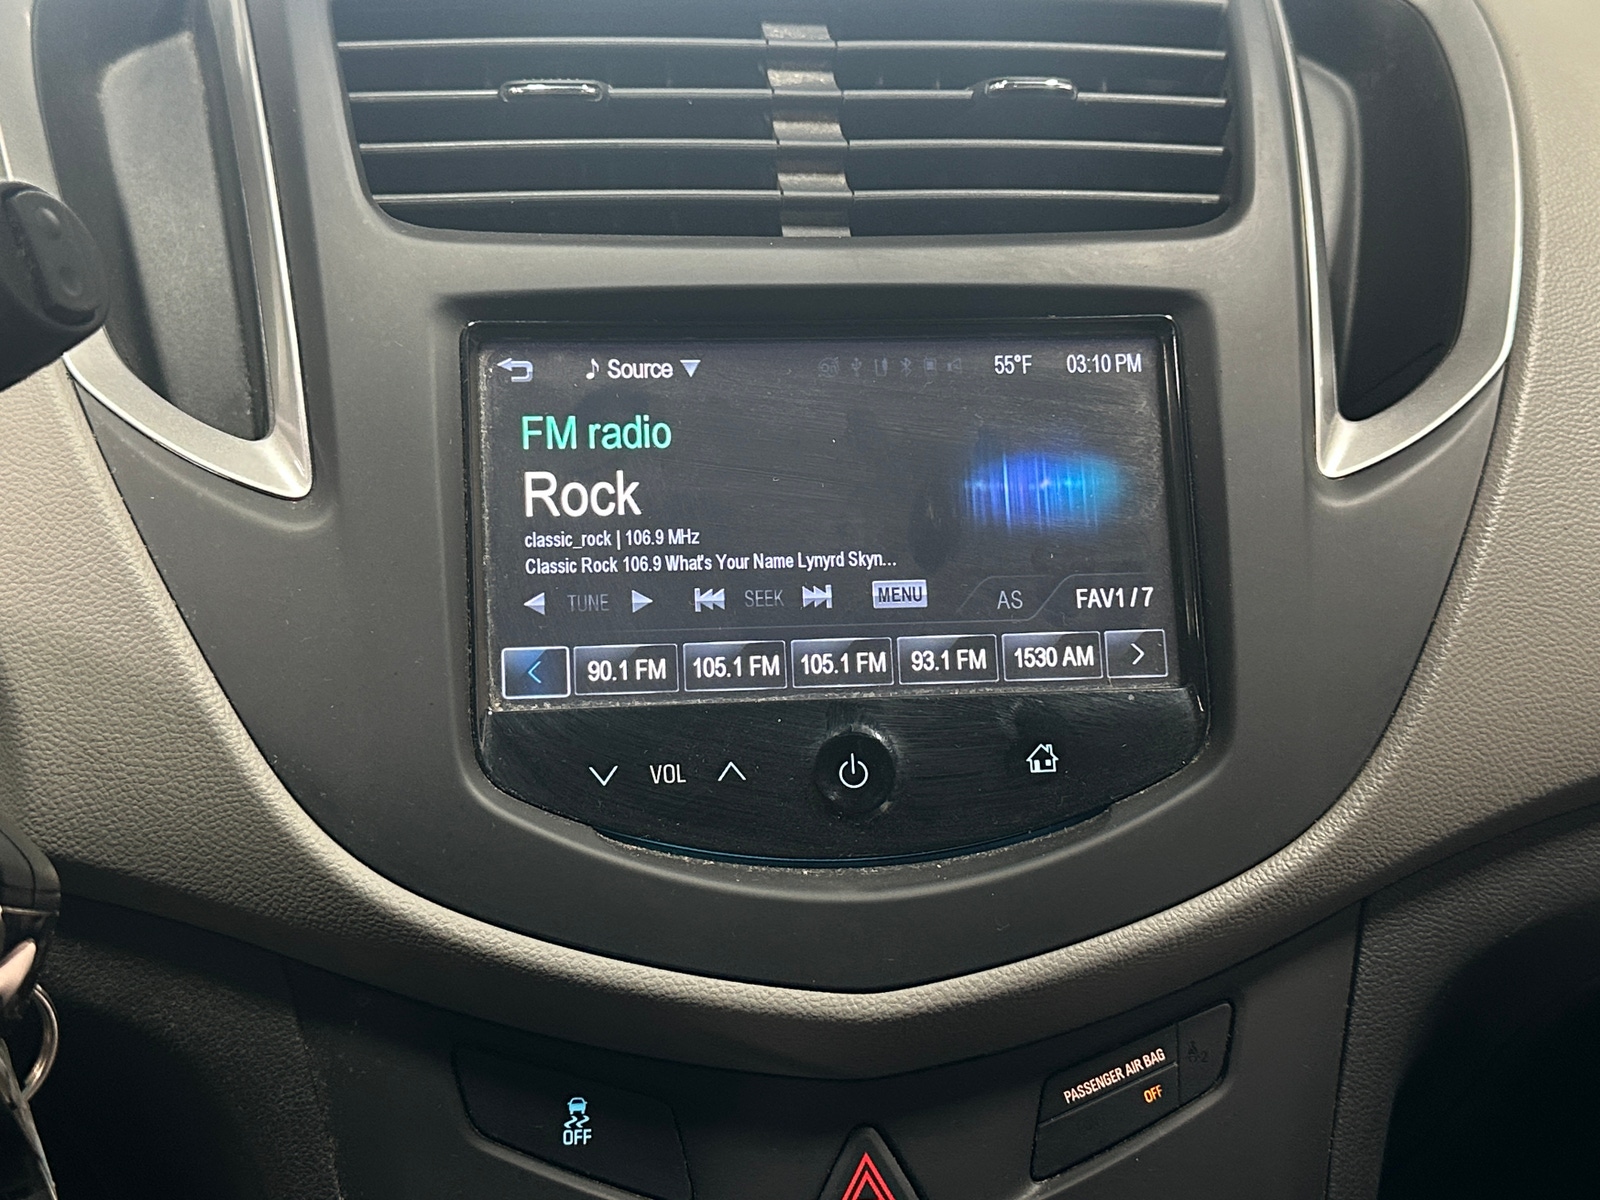 Source 55°F 03:10 PM
FM radio
Rock
classic_rock | 106.9 MHz
Classic Rock 106.9 What's Your Name Lynyrd Skyn...
TUNE SEEK MENU AS FAV1 / 7
90.1 FM 105.1 FM 105.1 FM 93.1 FM 1530 AM
VOL
PASSENGER AIR BAG
OFF
OFF